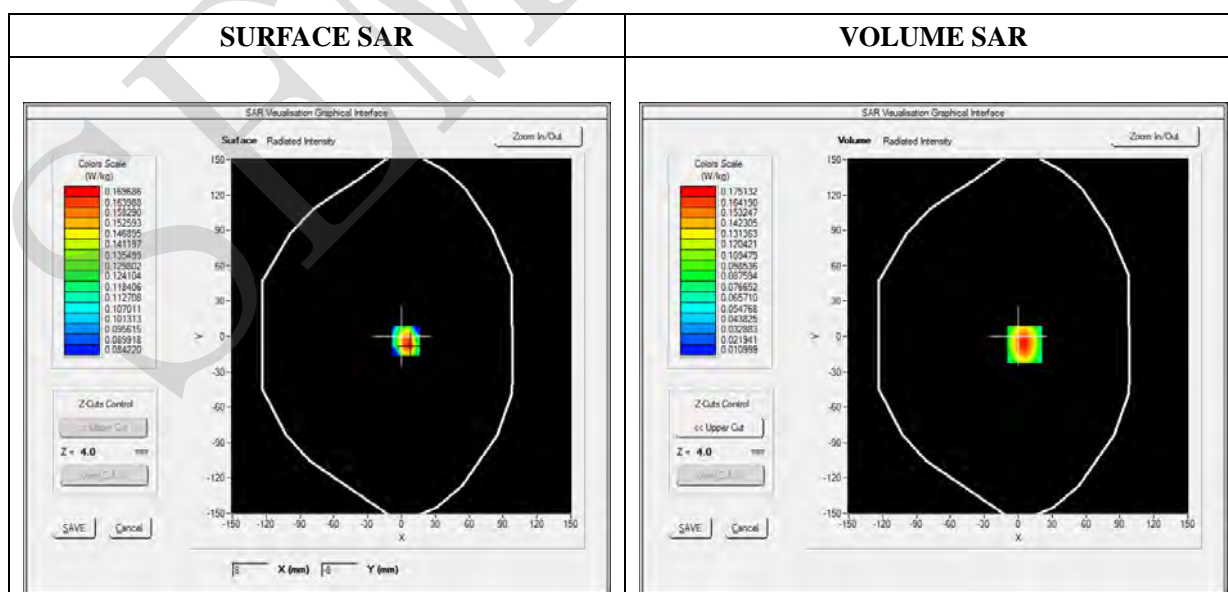 SURFACE SAR
VOLUME SAR
SAR Visualisation Graphical Interface
Surface Radiated Intensity
Zoom In/Out
Colors Scale
(W/kg)
0.169686
0.163988
0.158290
0.152593
0.146895
0.141197
0.135499
0.129802
0.124104
0.118406
0.112708
0.107011
0.101313
0.095615
0.089918
0.084220
150
120
90
60
30
0
-30
-60
-90
-120
-150
Y
-150 -120 -90 -60 -30 0 30 60 90 120 150
X
Z-Cuts Control
<< Upper Cut
Z = 4.0 mm
SAVE Cancel
8 X (mm) -8 Y (mm)
SAR Visualisation Graphical Interface
Volume Radiated Intensity
Zoom In/Out
Colors Scale
(W/kg)
0.175132
0.164190
0.153247
0.142305
0.131363
0.120421
0.109479
0.098536
0.087594
0.076652
0.065710
0.054768
0.043825
0.032883
0.021941
0.010999
150
120
90
60
30
0
-30
-60
-90
-120
-150
Y
-150 -120 -90 -60 -30 0 30 60 90 120 150
X
Z-Cuts Control
<< Upper Cut
Z = 4.0 mm
SAVE Cancel